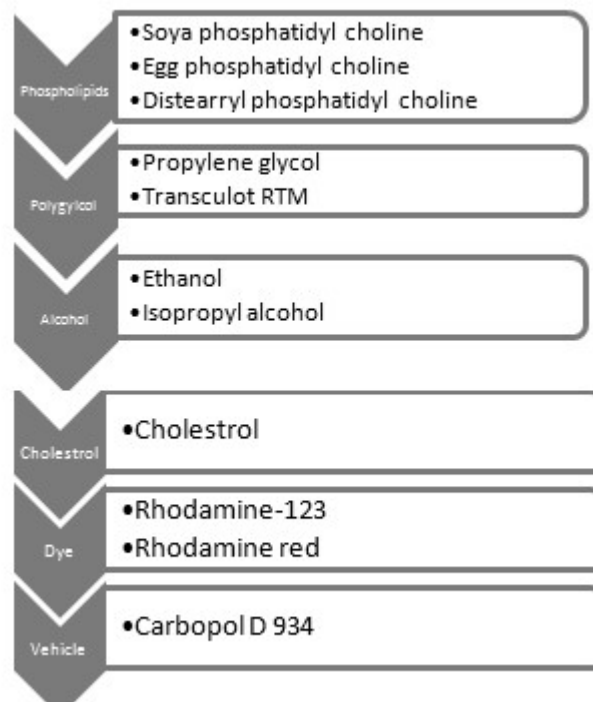 Phospholipids
•Soya phosphatidyl choline
•Egg phosphatidyl choline
•Distearryl phosphatidyl choline
Polygylcol
•Propylene glycol
•Transculot RTM
Alcohol
•Ethanol
•Isopropyl alcohol
Cholestrol
•Cholestrol
Dye
•Rhodamine-123
•Rhodamine red
Vehicle
•Carbopol D 934